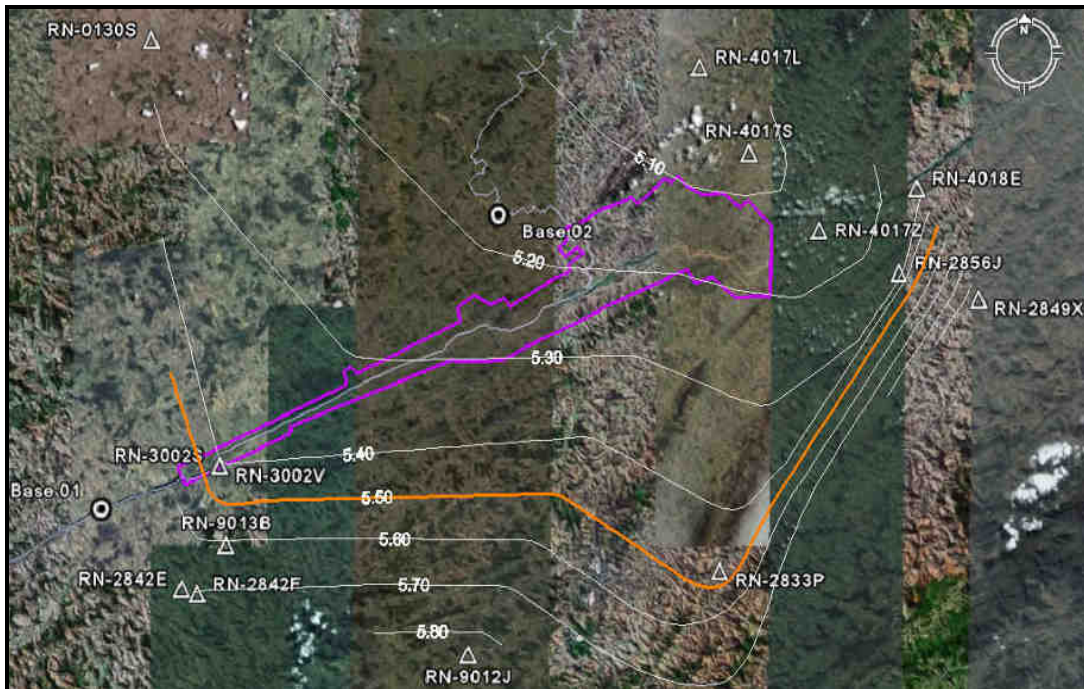 RN-0130S
N
RN-4017L
RN-4017S
5.10
RN-4018E
Base 02
RN-4017Z
5.20
RN-2856J
RN-2849X
5.30
RN-3002S
5.40
RN-3002V
Base 01
5.50
RN-9013B
5.60
RN-2842E
RN-2842F
5.70
RN-2833P
5.80
RN-9012J